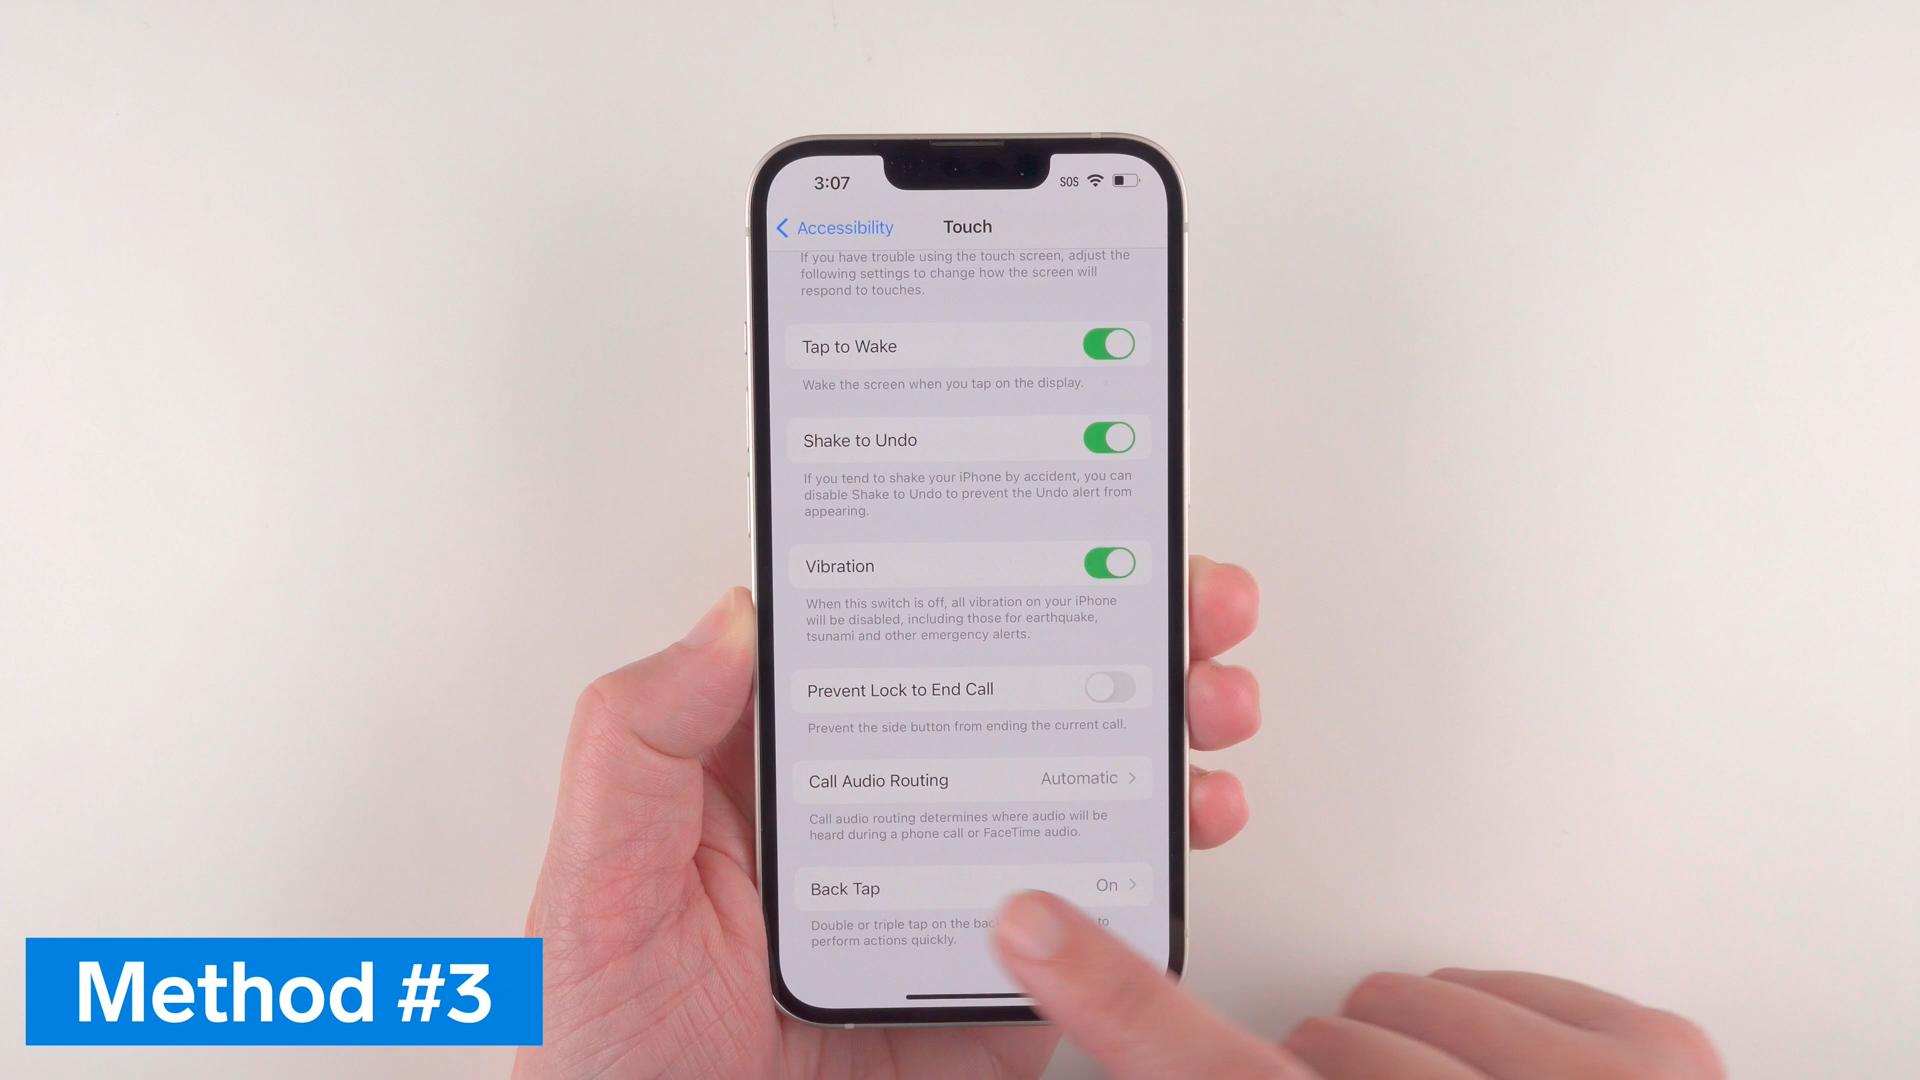 3:07
SOS
Accessibility
Touch
If you have trouble using the touch screen, adjust the
following settings to change how the screen will
respond to touches.
Tap to Wake
Wake the screen when you tap on the display.
Shake to Undo
If you tend to shake your iPhone by accident, you can
disable Shake to Undo to prevent the Undo alert from
appearing.
Vibration
When this switch is off, all vibration on your iPhone
will be disabled, including those for earthquake,
tsunami and other emergency alerts.
Prevent Lock to End Call
Prevent the side button from ending the current call.
Call Audio Routing
Automatic
Call audio routing determines where audio will be
heard during a phone call or FaceTime audio.
Back Tap
On
Double or triple tap on the to
perform actions quickly.
Method #3